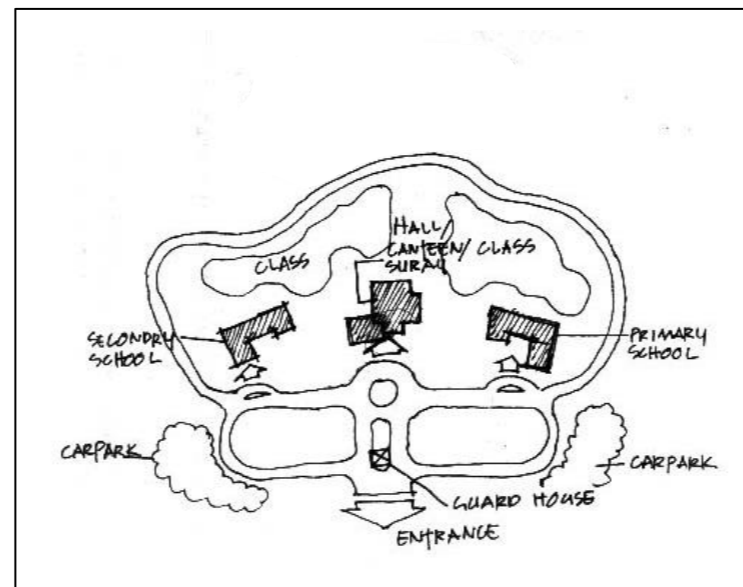 HALL/
CANTEEN/
SURAU
CLASS
CLASS
SECONDRY
SCHOOL
PRIMARY
SCHOOL
CARPARK
CARPARK
GUARD HOUSE
ENTRANCE